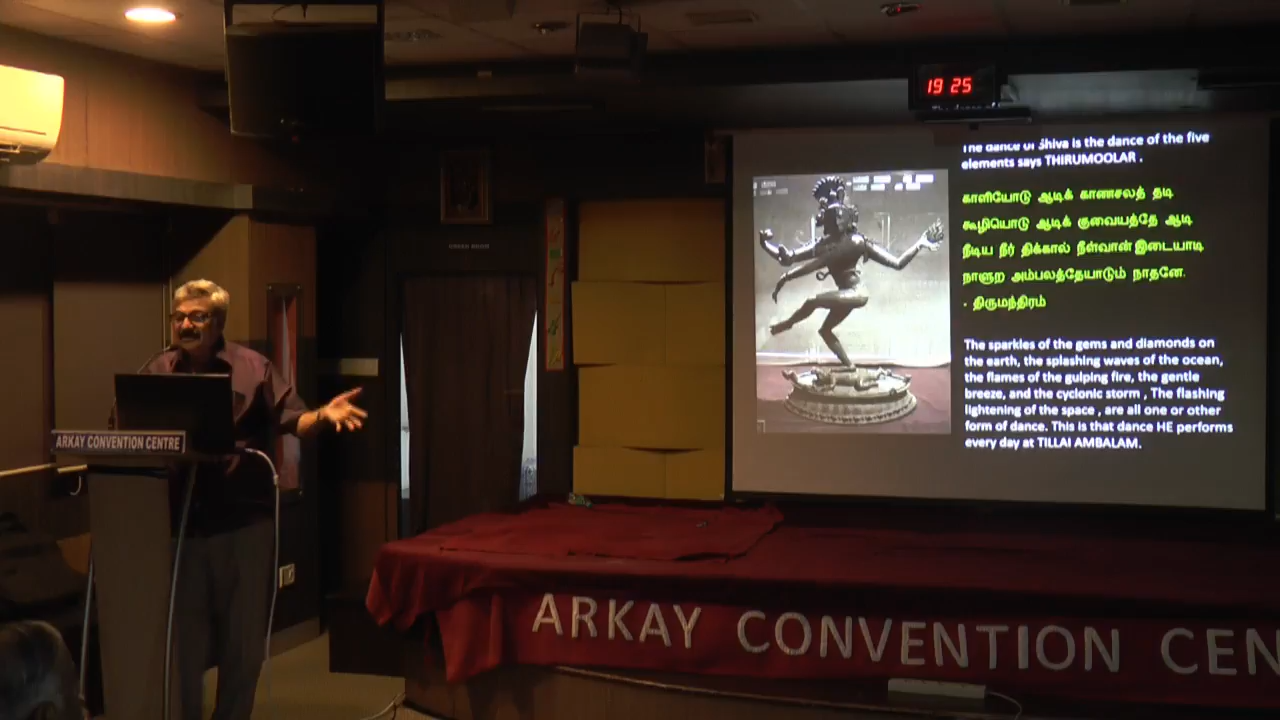 19 25
The dance of Shiva is the dance of the five
elements says THIRUMOOLAR .
காளியோடு ஆடிக் காணசலத் தடி
கூழியொடு ஆடிக் குவையத்தே ஆடி
நீடிய நீர் திக்கால் நீள்வான் இடையாடி
நாளுற அம்பலத்தேயாடும் நாதனே.
- திருமந்திரம்
The sparkles of the gems and diamonds on
the earth, the splashing waves of the ocean,
the flames of the gulping fire, the gentle
breeze, and the cyclonic storm , The flashing
lightening of the space , are all one or other
form of dance. This is that dance HE performs
every day at TILLAI AMBALAM.
ARKAY CONVENTION CENTRE
ARKAY CONVENTION CEN